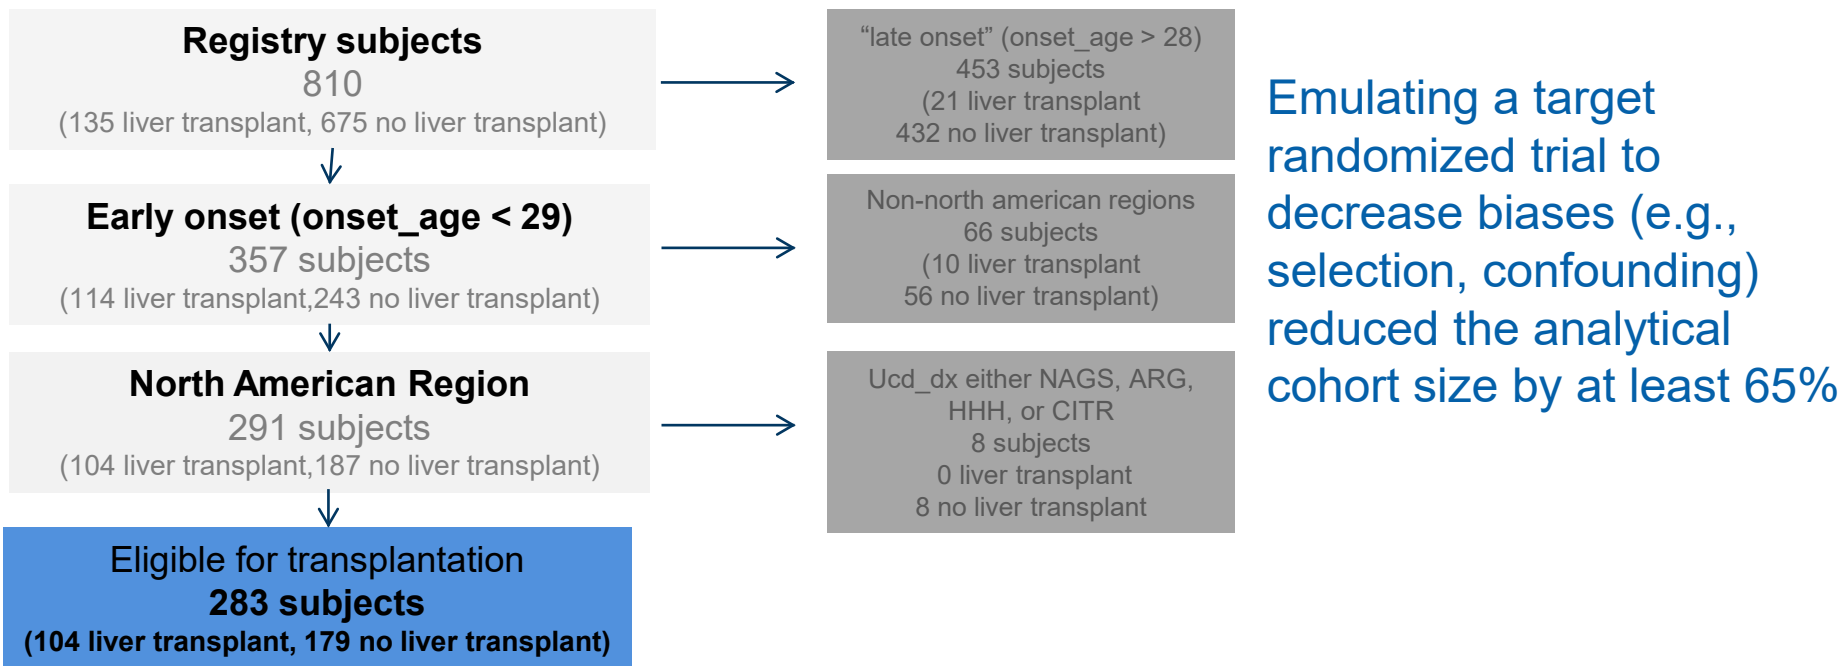 Registry subjects
810
(135 liver transplant, 675 no liver transplant)
“late onset” (onset_age > 28)
453 subjects
(21 liver transplant
432 no liver transplant)
Early onset (onset_age < 29)
357 subjects
(114 liver transplant,243 no liver transplant)
Non-north american regions
66 subjects
(10 liver transplant
56 no liver transplant)
North American Region
291 subjects
(104 liver transplant,187 no liver transplant)
Ucd_dx either NAGS, ARG,
HHH, or CITR
8 subjects
0 liver transplant
8 no liver transplant
Eligible for transplantation
283 subjects
(104 liver transplant, 179 no liver transplant)
Emulating a target
randomized trial to
decrease biases (e.g.,
selection, confounding)
reduced the analytical
cohort size by at least 65%